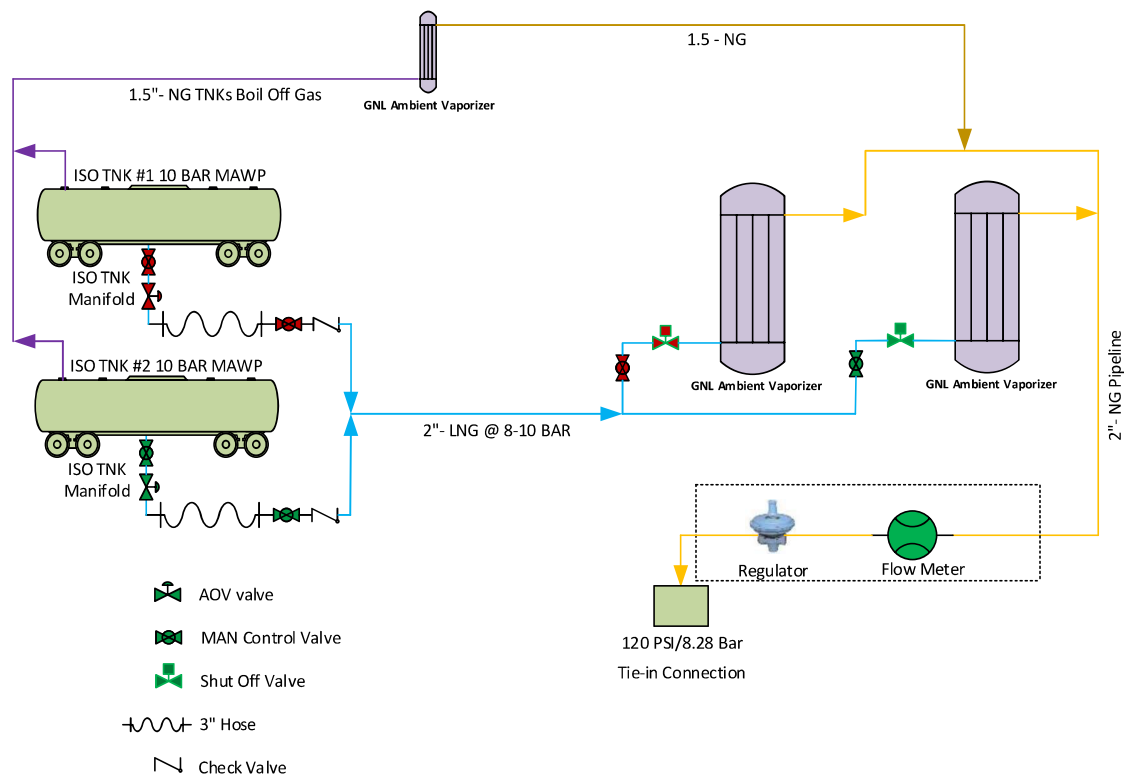 1.5 - NG
1.5"- NG TNKs Boil Off Gas
GNL Ambient Vaporizer
ISO TNK #1 10 BAR MAWP
ISO TNK
Manifold
ISO TNK #2 10 BAR MAWP
GNL Ambient Vaporizer
GNL Ambient Vaporizer
2"- LNG @ 8-10 BAR
2"- NG Pipeline
ISO TNK
Manifold
Regulator
Flow Meter
AOV valve
MAN Control Valve
120 PSI/8.28 Bar
Tie-in Connection
Shut Off Valve
3" Hose
Check Valve